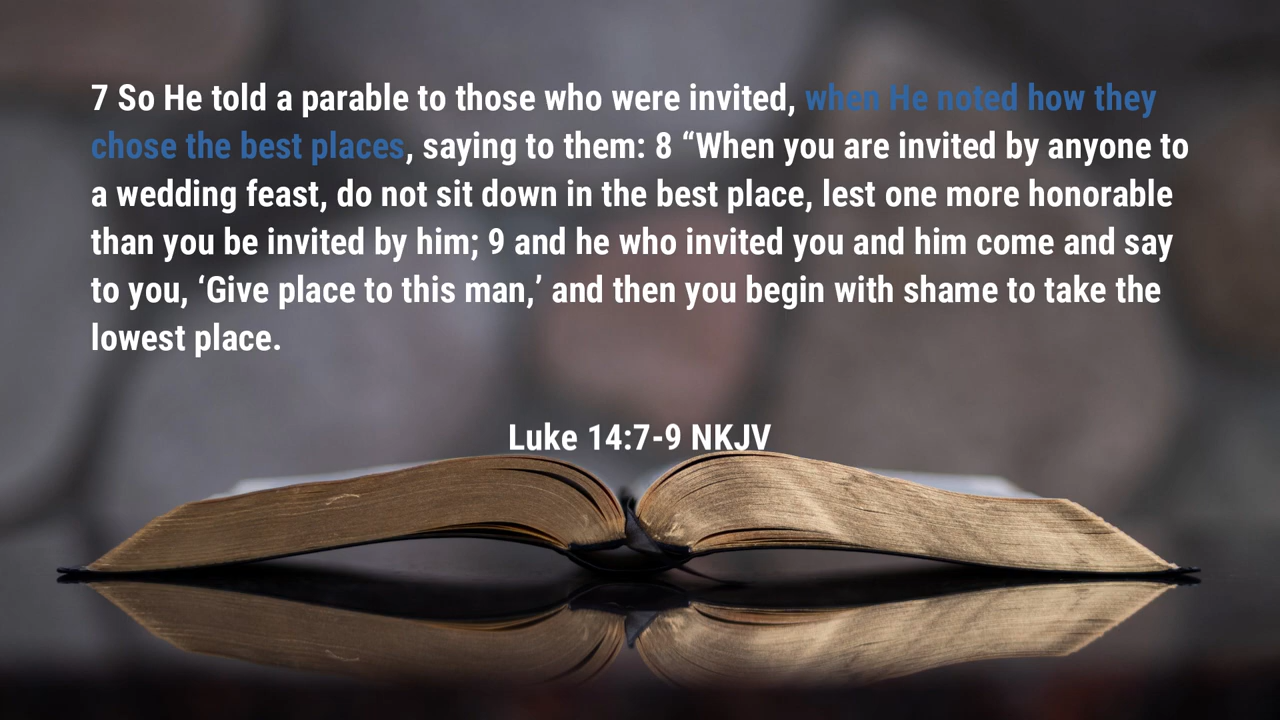 7 So He told a parable to those who were invited, when He noted how they
chose the best places, saying to them: 8 “When you are invited by anyone to
a wedding feast, do not sit down in the best place, lest one more honorable
than you be invited by him; 9 and he who invited you and him come and say
to you, ‘Give place to this man,’ and then you begin with shame to take the
lowest place.
Luke 14:7-9 NKJV